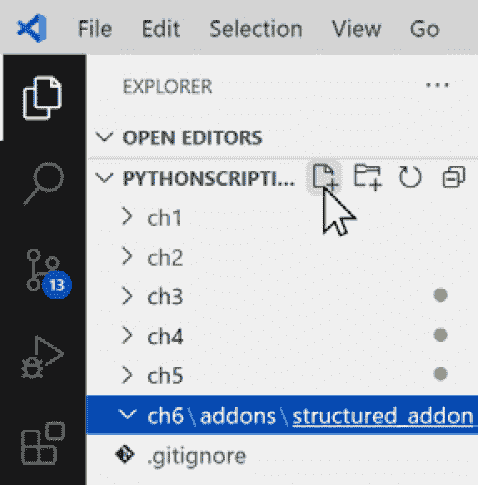 File Edit Selection View Go
EXPLORER ...
OPEN EDITORS
PYTHONSCRIPTI...
ch1
ch2
ch3
13
ch4
ch5
ch6\addons\structured_addon
.gitignore